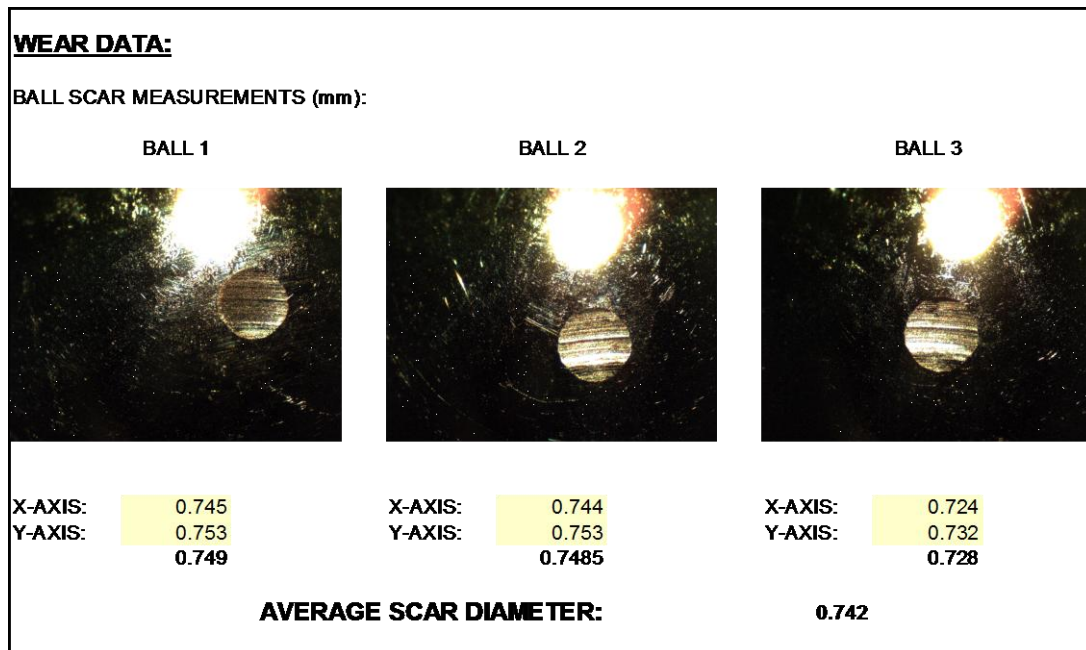 WEAR DATA:
BALL SCAR MEASUREMENTS (mm):
BALL 1 BALL 2 BALL 3
X-AXIS: 0.745 X-AXIS: 0.744 X-AXIS: 0.724
Y-AXIS: 0.753 Y-AXIS: 0.753 Y-AXIS: 0.732
0.749 0.7485 0.728
AVERAGE SCAR DIAMETER: 0.742